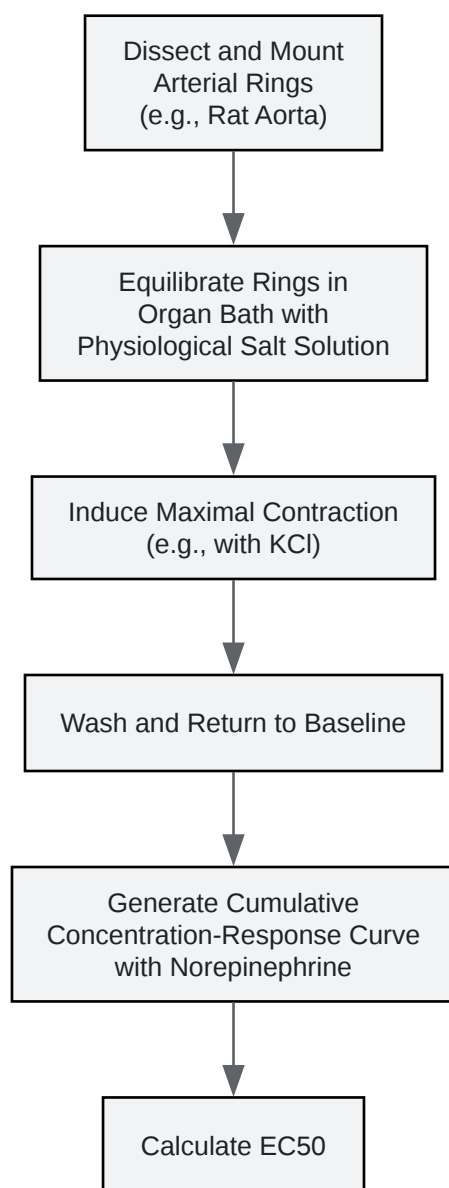 Dissect and Mount
Arterial Rings
(e.g., Rat Aorta)
Equilibrate Rings in
Organ Bath with
Physiological Salt Solution
Induce Maximal Contraction
(e.g., with KCl)
Wash and Return to Baseline
Generate Cumulative
Concentration-Response Curve
with Norepinephrine
Calculate EC50